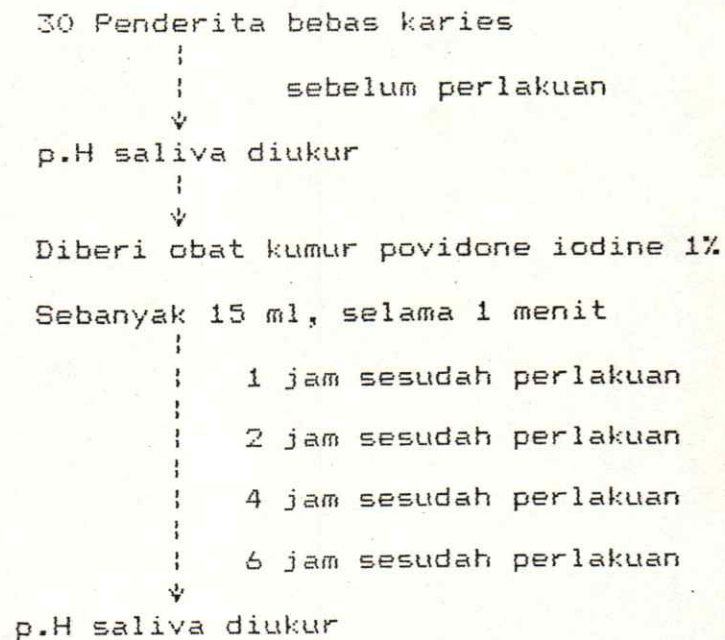 30 Penderita bebas karies
sebelum perlakuan
p.H saliva diukur
Diberi obat kumur povidone iodine 1%
Sebanyak 15 ml, selama 1 menit
1 jam sesudah perlakuan
2 jam sesudah perlakuan
4 jam sesudah perlakuan
6 jam sesudah perlakuan
p.H saliva diukur